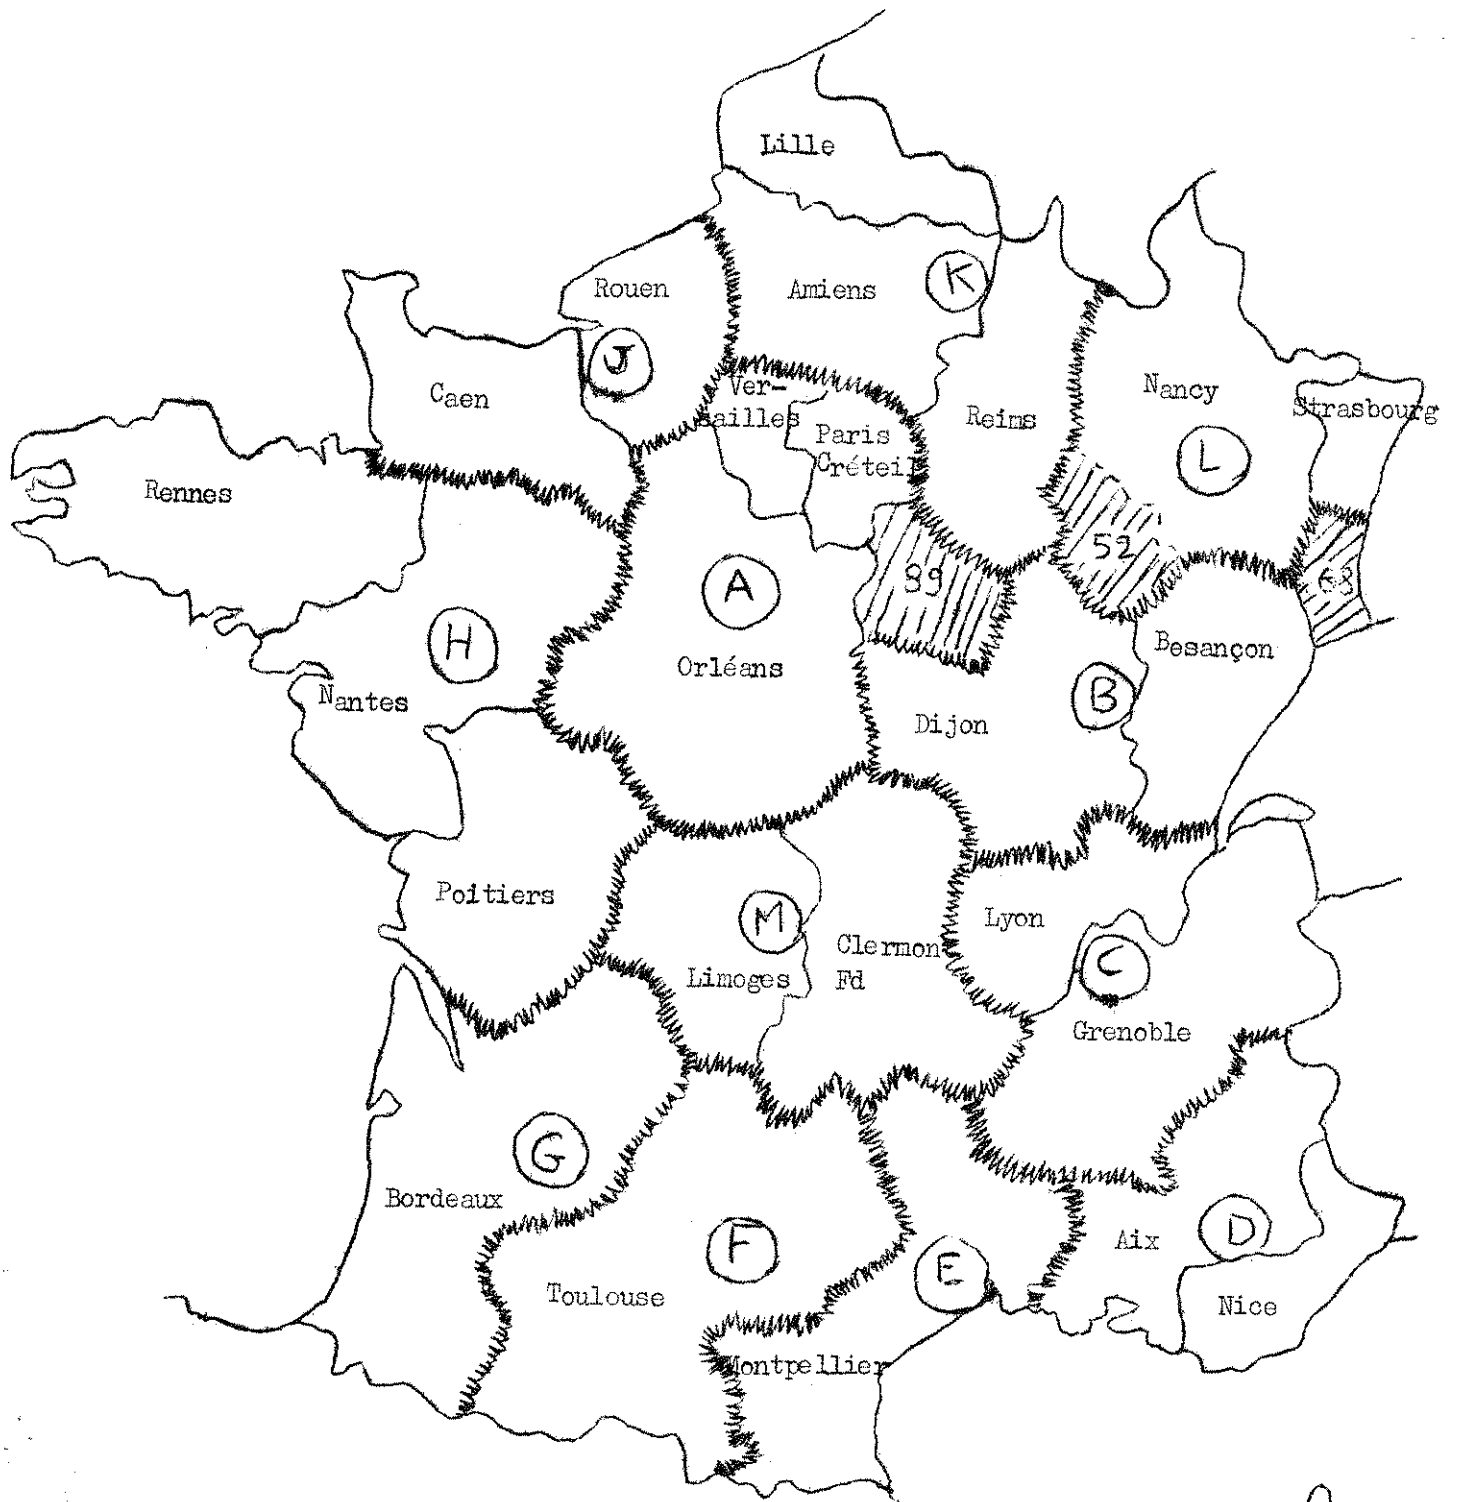 Lille
K
Rouen
Amiens
J
Ver-
sailles
Caen
Nancy
Strasbourg
Reims
Paris
Créteil
L
Rennes
52
A
89
68
H
Orléans
Besançon
Nantes
B
Dijon
Poitiers
M
Lyon
Clermon
Fd
Limoges
C
Grenoble
G
Bordeaux
F
D
Aix
E
Toulouse
Nice
Montpellier